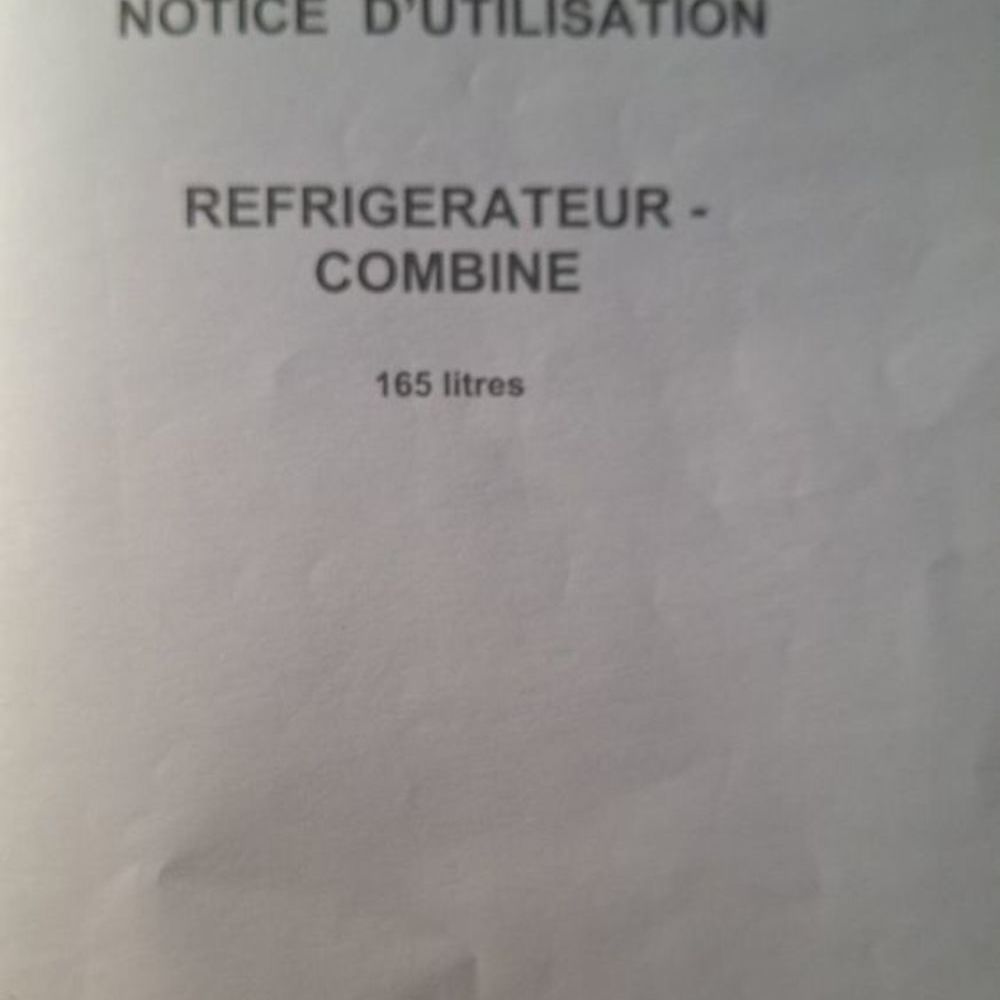 NOTICE D'UTILISATION
REFRIGERATEUR -
COMBINE
165 litres